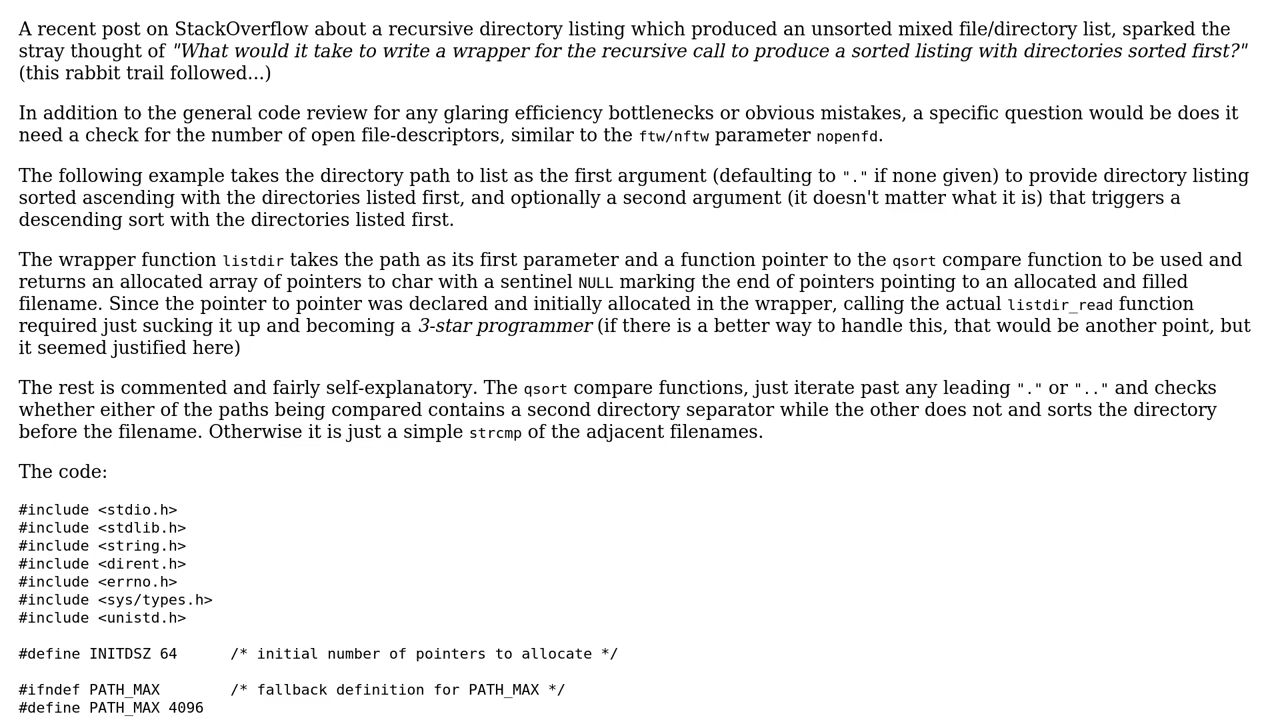 A recent post on StackOverflow about a recursive directory listing which produced an unsorted mixed file/directory list, sparked the
stray thought of "What would it take to write a wrapper for the recursive call to produce a sorted listing with directories sorted first?"
(this rabbit trail followed...)
In addition to the general code review for any glaring efficiency bottlenecks or obvious mistakes, a specific question would be does it
need a check for the number of open file-descriptors, similar to the ftw/nftw parameter nopenfd.
The following example takes the directory path to list as the first argument (defaulting to "." if none given) to provide directory listing
sorted ascending with the directories listed first, and optionally a second argument (it doesn't matter what it is) that triggers a
descending sort with the directories listed first.
The wrapper function listdir takes the path as its first parameter and a function pointer to the qsort compare function to be used and
returns an allocated array of pointers to char with a sentinel NULL marking the end of pointers pointing to an allocated and filled
filename. Since the pointer to pointer was declared and initially allocated in the wrapper, calling the actual listdir_read function
required just sucking it up and becoming a 3-star programmer (if there is a better way to handle this, that would be another point, but
it seemed justified here)
The rest is commented and fairly self-explanatory. The qsort compare functions, just iterate past any leading "." or ".." and checks
whether either of the paths being compared contains a second directory separator while the other does not and sorts the directory
before the filename. Otherwise it is just a simple strcmp of the adjacent filenames.
The code:
#include <stdio.h>
#include <stdlib.h>
#include <string.h>
#include <dirent.h>
#include <errno.h>
#include <sys/types.h>
#include <unistd.h>
#define INITDSZ 64      /* initial number of pointers to allocate */
#ifndef PATH_MAX        /* fallback definition for PATH_MAX */
#define PATH_MAX 4096